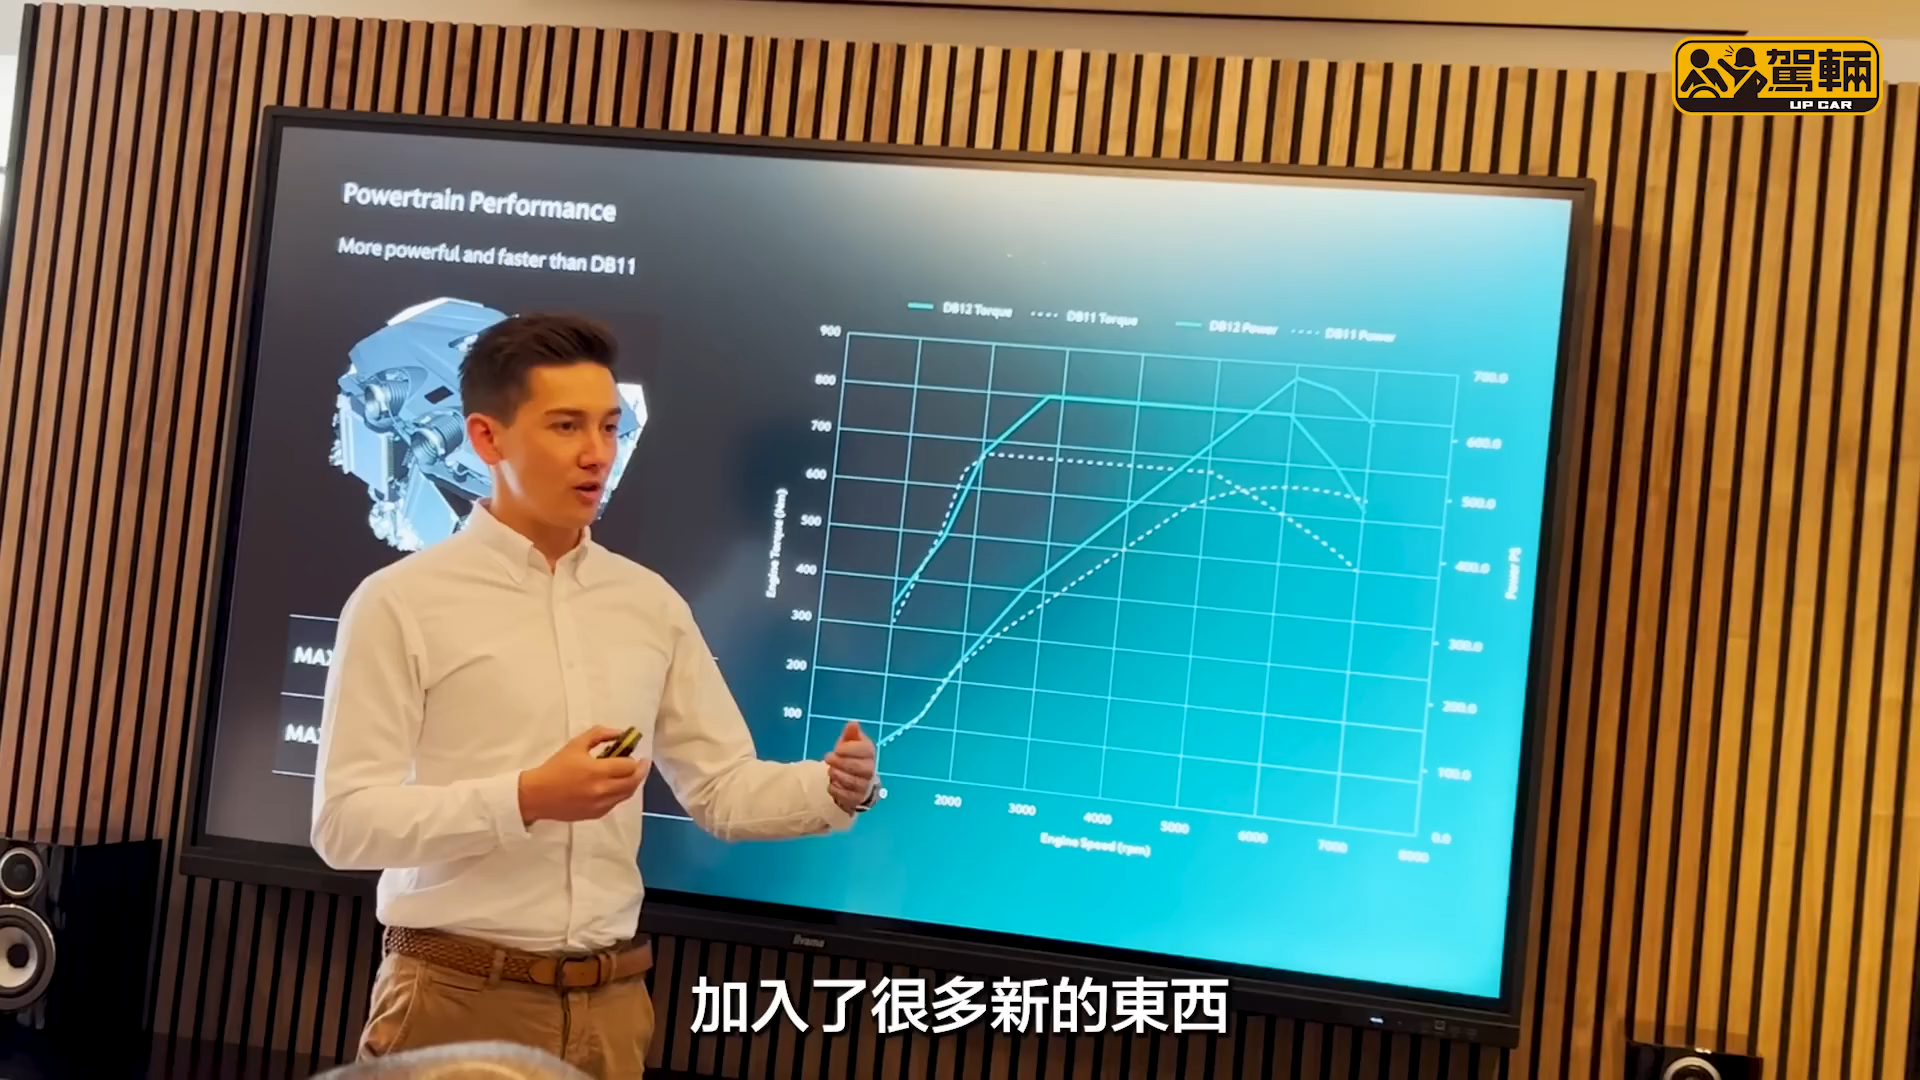 駕輛
UP CAR
Powertrain Performance
More powerful and faster than DB11
DB12 Torque
DB11 Torque
DB12 Power
DB11 Power
900
800
700
600
500
400
300
200
100
Engine Torque (Nm)
700.0
600.0
500.0
400.0
300.0
200.0
100.0
0.0
Power PS
2000
3000
4000
5000
6000
7000
8000
Engine Speed (rpm)
MAX
MAX
iiyama
加入了很多新的東西